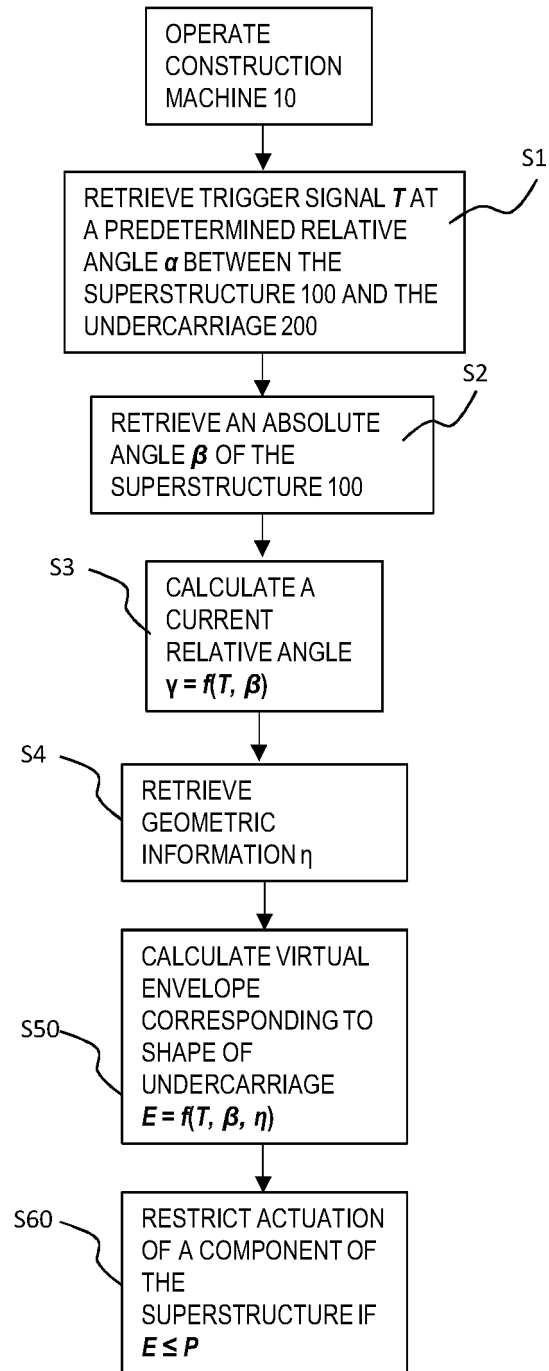 OPERATE
CONSTRUCTION
MACHINE 10
S1
RETRIEVE TRIGGER SIGNAL T AT
A PREDETERMINED RELATIVE
ANGLE α BETWEEN THE
SUPERSTRUCTURE 100 AND THE
UNDERCARRIAGE 200
S2
RETRIEVE AN ABSOLUTE
ANGLE β OF THE
SUPERSTRUCTURE 100
S3
CALCULATE A
CURRENT
RELATIVE ANGLE
γ = f(T, β)
S4
RETRIEVE
GEOMETRIC
INFORMATION η
S50
CALCULATE VIRTUAL
ENVELOPE
CORRESPONDING TO
SHAPE OF
UNDERCARRIAGE
E = f(T, β, η)
S60
RESTRICT ACTUATION
OF A COMPONENT OF
THE
SUPERSTRUCTURE IF
E ≤ P